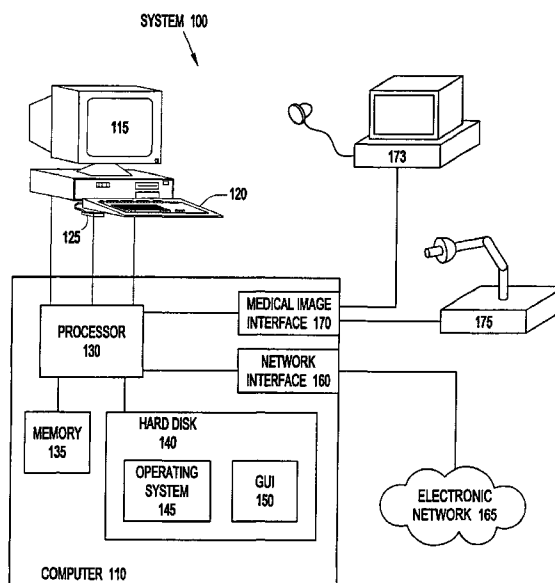 SYSTEM 100
115
120
125
173
175
PROCESSOR
130
MEDICAL IMAGE
INTERFACE 170
NETWORK
INTERFACE 160
MEMORY
135
HARD DISK
140
OPERATING
SYSTEM
145
GUI
150
ELECTRONIC
NETWORK 165
COMPUTER 110